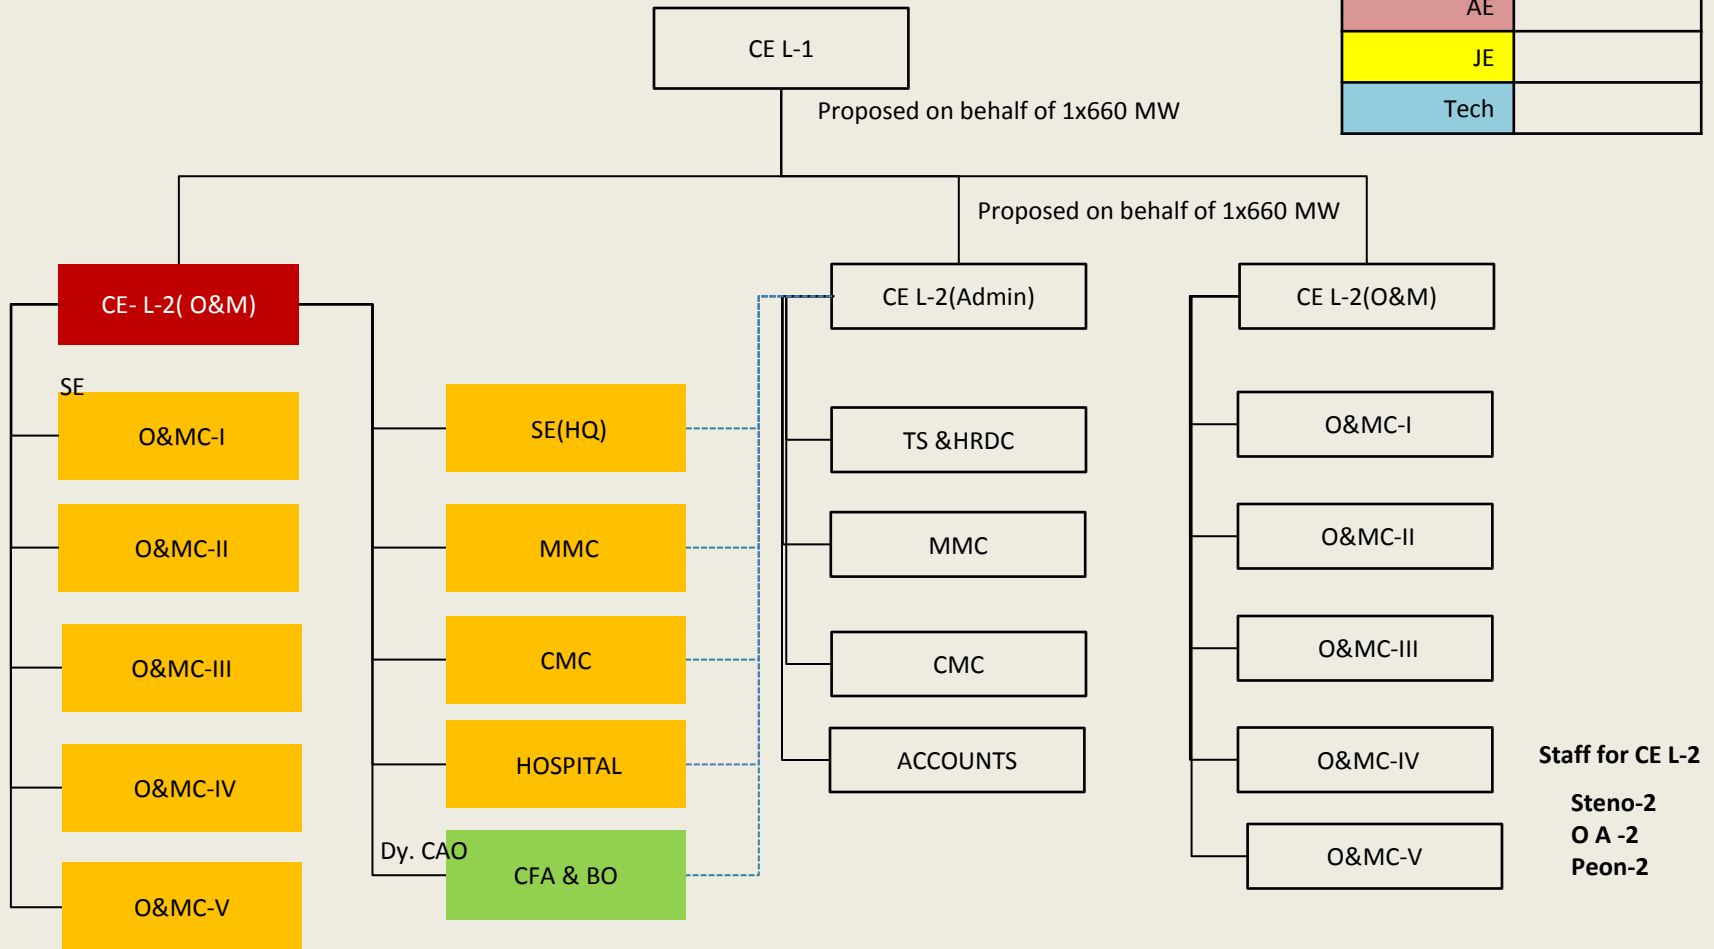 CE L-1
AE
JE
Tech
Proposed on behalf of 1x660 MW
Proposed on behalf of 1x660 MW
CE- L-2( O&M)
CE L-2(Admin)
CE L-2(O&M)
SE
O&MC-I
O&MC-II
O&MC-III
O&MC-IV
O&MC-V
SE(HQ)
MMC
CMC
HOSPITAL
Dy. CAO
CFA & BO
TS &HRDC
MMC
CMC
ACCOUNTS
O&MC-I
O&MC-II
O&MC-III
O&MC-IV
O&MC-V
Staff for CE L-2
Steno-2
O A -2
Peon-2